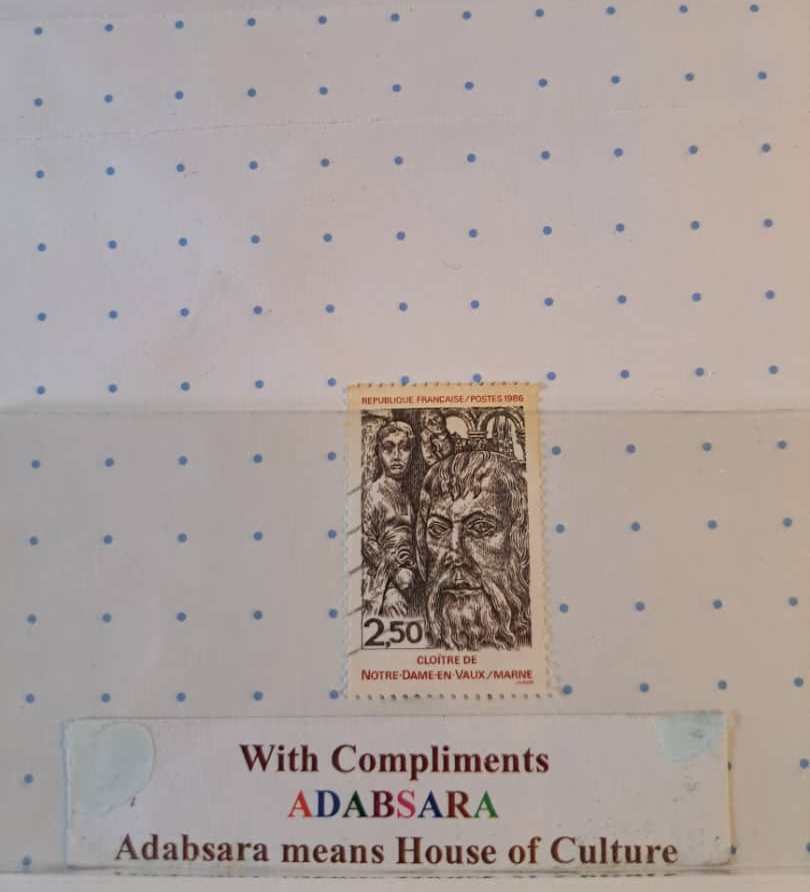 REPUBLIQUE FRANCAISE/POSTES 1986
2,50
CLOÎTRE DE
NOTRE-DAME-EN-VAUX/MARNE
With Compliments
ADABSARA
Adabsara means House of Culture